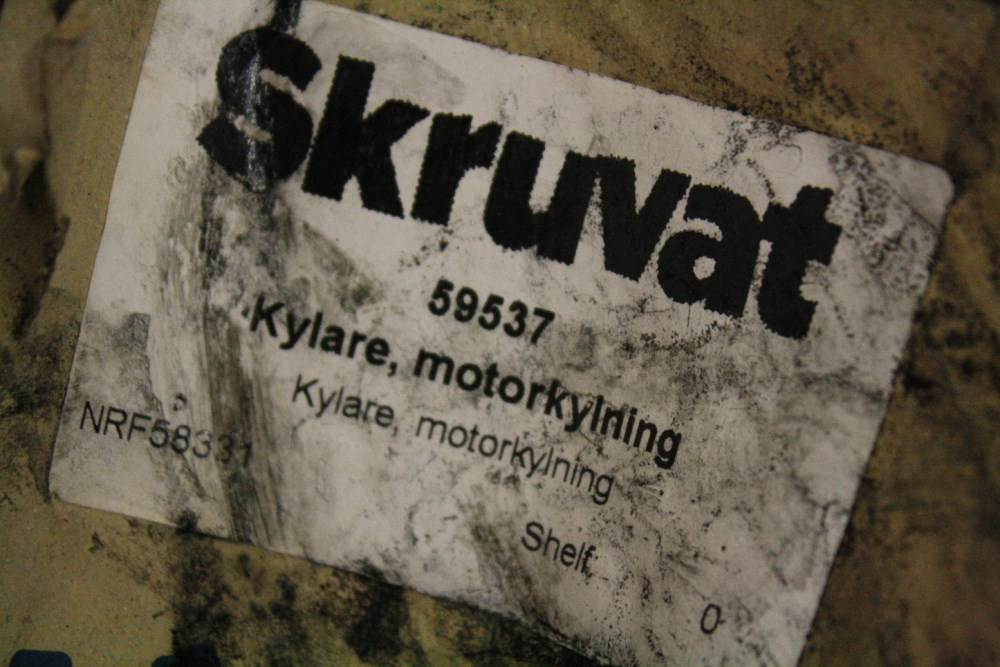 Skruvat
59537
Kylare, motorkylning
Kylare, motorkylning
NRF58331
Shelf:
0